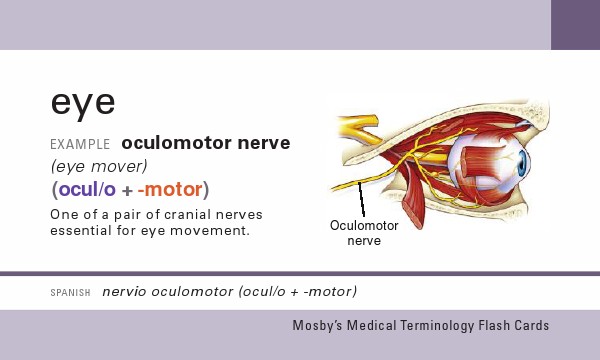 eye
EXAMPLE oculomotor nerve
(eye mover)
(ocul/o + -motor)
One of a pair of cranial nerves
essential for eye movement.
Oculomotor
nerve
SPANISH nervio oculomotor (ocul/o + -motor)
Mosby's Medical Terminology Flash Cards